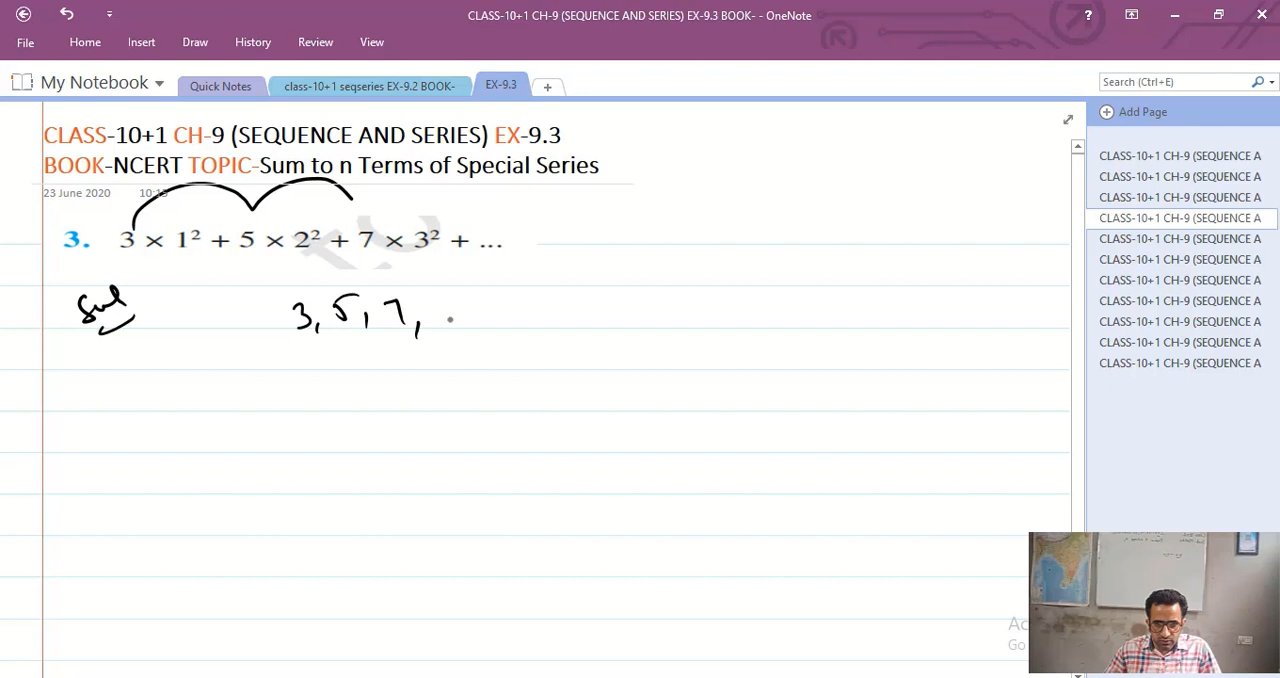 CLASS-10+1 CH-9 (SEQUENCE AND SERIES) EX-9.3 BOOK- - OneNote
?
File Home Insert Draw History Review View
My Notebook Quick Notes class-10+1 seqseries EX-9.2 BOOK- EX-9.3 +
Search (Ctrl+E)
Add Page
CLASS-10+1 CH-9 (SEQUENCE AND SERIES) EX-9.3
BOOK-NCERT TOPIC-Sum to n Terms of Special Series
23 June 2020 10:15
3. 3 × 1² + 5 × 2² + 7 × 3² + ...
Sol
3, 5, 7,
CLASS-10+1 CH-9 (SEQUENCE A
CLASS-10+1 CH-9 (SEQUENCE A
CLASS-10+1 CH-9 (SEQUENCE A
CLASS-10+1 CH-9 (SEQUENCE A
CLASS-10+1 CH-9 (SEQUENCE A
CLASS-10+1 CH-9 (SEQUENCE A
CLASS-10+1 CH-9 (SEQUENCE A
CLASS-10+1 CH-9 (SEQUENCE A
CLASS-10+1 CH-9 (SEQUENCE A
CLASS-10+1 CH-9 (SEQUENCE A
CLASS-10+1 CH-9 (SEQUENCE A
Ac
Go